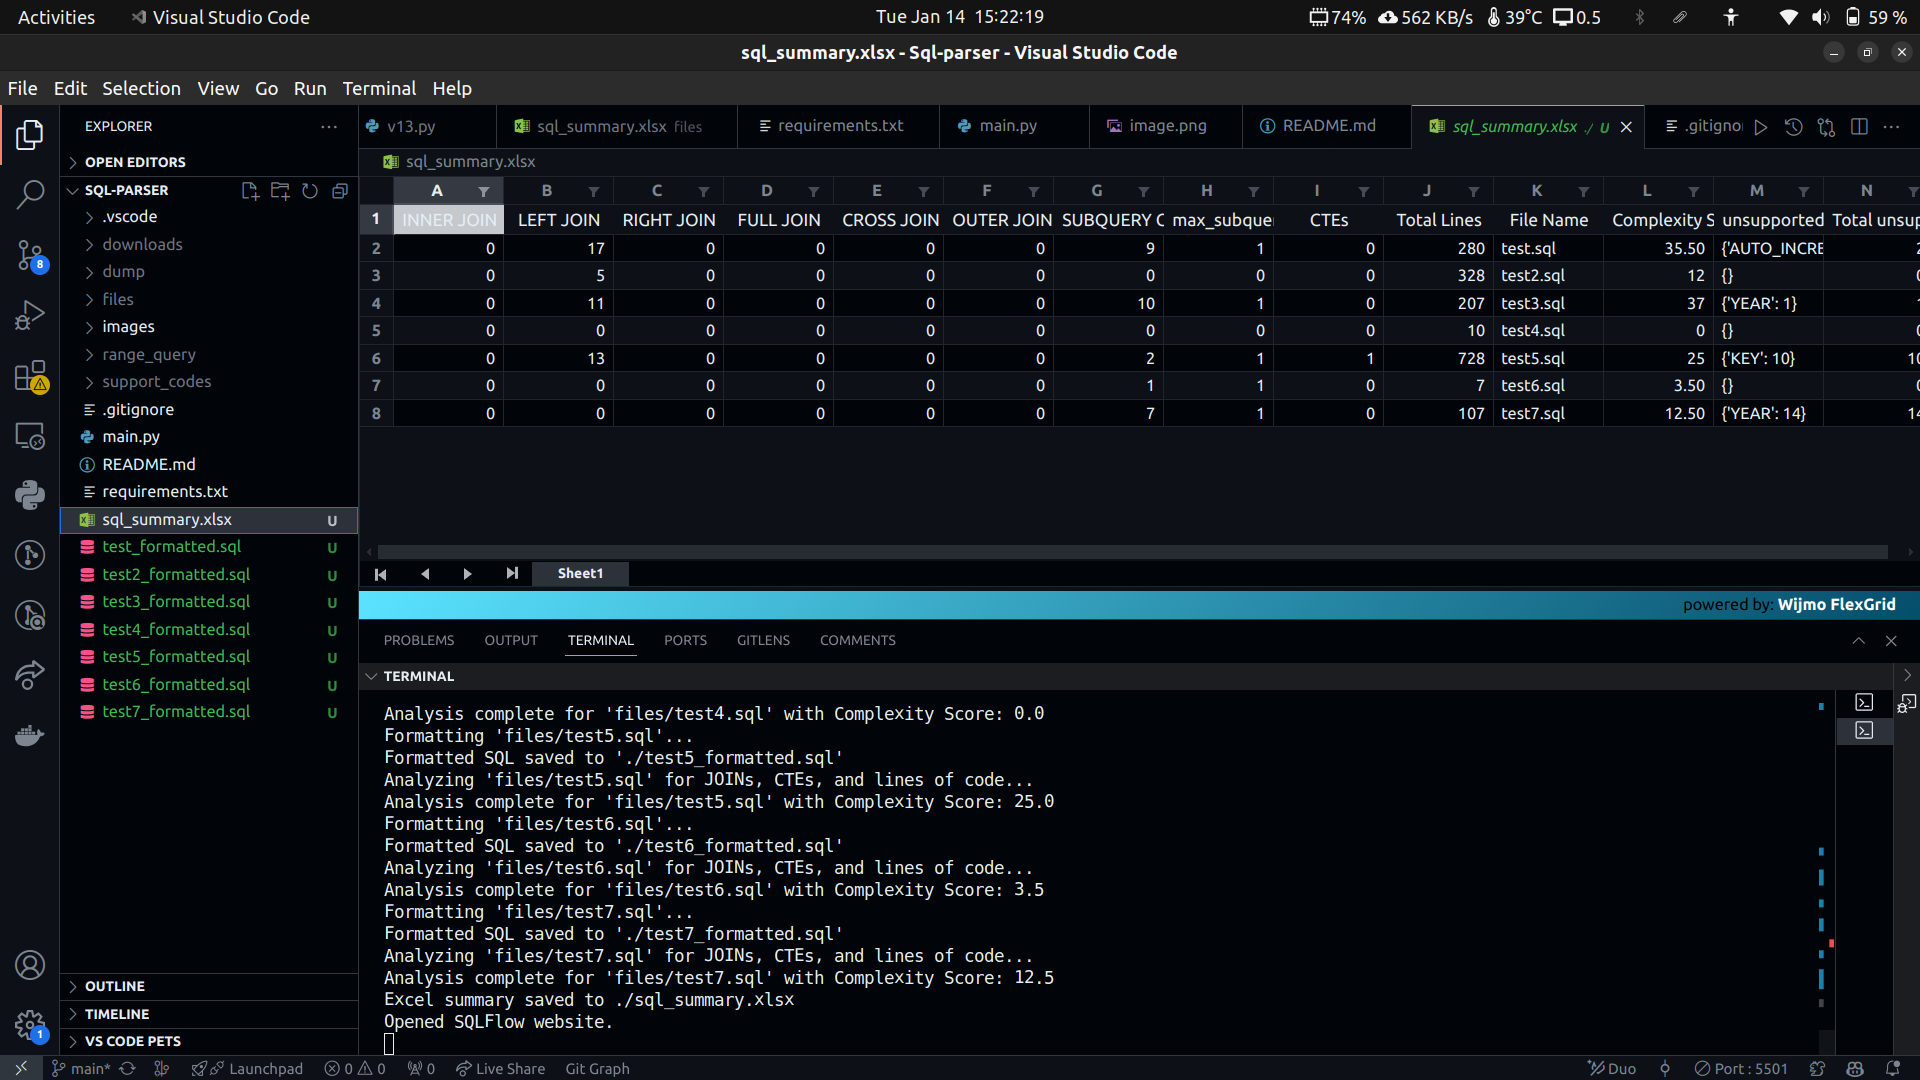 Activities
Visual Studio Code
Tue Jan 14 15:22:19
74% 562 KB/s 39°C 0.5
59 %
sql_summary.xlsx - Sql-parser - Visual Studio Code
File Edit Selection View Go Run Terminal Help
EXPLORER
OPEN EDITORS
SQL-PARSER
.vscode
downloads
dump
files
images
range_query
support_codes
.gitignore
main.py
README.md
requirements.txt
sql_summary.xlsx U
test_formatted.sql U
test2_formatted.sql U
test3_formatted.sql U
test4_formatted.sql U
test5_formatted.sql U
test6_formatted.sql U
test7_formatted.sql U
OUTLINE
TIMELINE
VS CODE PETS
8
1
v13.py
sql_summary.xlsx files
requirements.txt
main.py
image.png
README.md
sql_summary.xlsx ./ U
.gitigno
sql_summary.xlsx
A B C D E F G H I J K L M N
1 INNER JOIN LEFT JOIN RIGHT JOIN FULL JOIN CROSS JOIN OUTER JOIN SUBQUERY C max_subque CTEs Total Lines File Name Complexity S unsupported Total unsup
2 0 17 0 0 0 0 9 1 0 280 test.sql 35.50 {'AUTO_INCRE 2
3 0 5 0 0 0 0 0 0 0 328 test2.sql 12 {} 0
4 0 11 0 0 0 0 10 1 0 207 test3.sql 37 {'YEAR': 1} 1
5 0 0 0 0 0 0 0 0 0 10 test4.sql 0 {} 0
6 0 13 0 0 0 0 2 1 1 728 test5.sql 25 {'KEY': 10} 10
7 0 0 0 0 0 0 1 1 0 7 test6.sql 3.50 {} 0
8 0 0 0 0 0 0 7 1 0 107 test7.sql 12.50 {'YEAR': 14} 14
Sheet1
powered by: Wijmo FlexGrid
PROBLEMS OUTPUT TERMINAL PORTS GITLENS COMMENTS
TERMINAL
Analysis complete for 'files/test4.sql' with Complexity Score: 0.0
Formatting 'files/test5.sql'...
Formatted SQL saved to './test5_formatted.sql'
Analyzing 'files/test5.sql' for JOINs, CTEs, and lines of code...
Analysis complete for 'files/test5.sql' with Complexity Score: 25.0
Formatting 'files/test6.sql'...
Formatted SQL saved to './test6_formatted.sql'
Analyzing 'files/test6.sql' for JOINs, CTEs, and lines of code...
Analysis complete for 'files/test6.sql' with Complexity Score: 3.5
Formatting 'files/test7.sql'...
Formatted SQL saved to './test7_formatted.sql'
Analyzing 'files/test7.sql' for JOINs, CTEs, and lines of code...
Analysis complete for 'files/test7.sql' with Complexity Score: 12.5
Excel summary saved to ./sql_summary.xlsx
Opened SQLFlow website.
main* Launchpad 0 0 0 Live Share Git Graph
Duo Port : 5501